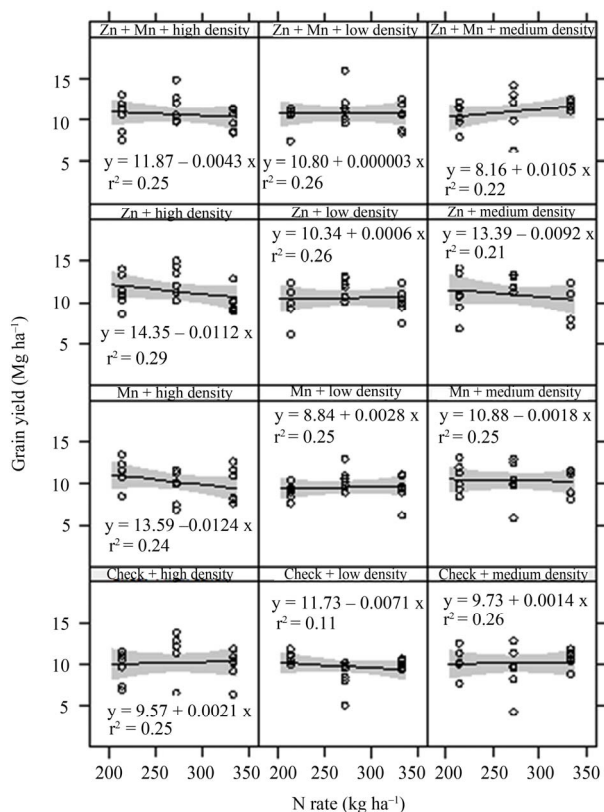 Zn + Mn + high density
Zn + Mn + low density
Zn + Mn + medium density
15
10
5
y = 11.87 – 0.0043 x
r² = 0.25
y = 10.80 + 0.000003 x
r² = 0.26
y = 8.16 + 0.0105 x
r² = 0.22
Zn + high density
Zn + low density
Zn + medium density
15
10
5
y = 14.35 – 0.0112 x
r² = 0.29
y = 10.34 + 0.0006 x
r² = 0.26
y = 13.39 – 0.0092 x
r² = 0.21
Mn + high density
Mn + low density
Mn + medium density
15
10
5
y = 13.59 –0.0124 x
r² = 0.24
y = 8.84 + 0.0028 x
r² = 0.25
y = 10.88 – 0.0018 x
r² = 0.25
Check + high density
Check + low density
Check + medium density
15
10
5
y = 9.57 + 0.0021 x
r² = 0.25
y = 11.73 – 0.0071 x
r² = 0.11
y = 9.73 + 0.0014 x
r² = 0.26
Grain yield (Mg ha⁻¹)
200 250 300 350 200 250 300 350 200 250 300 350
N rate (kg ha⁻¹)